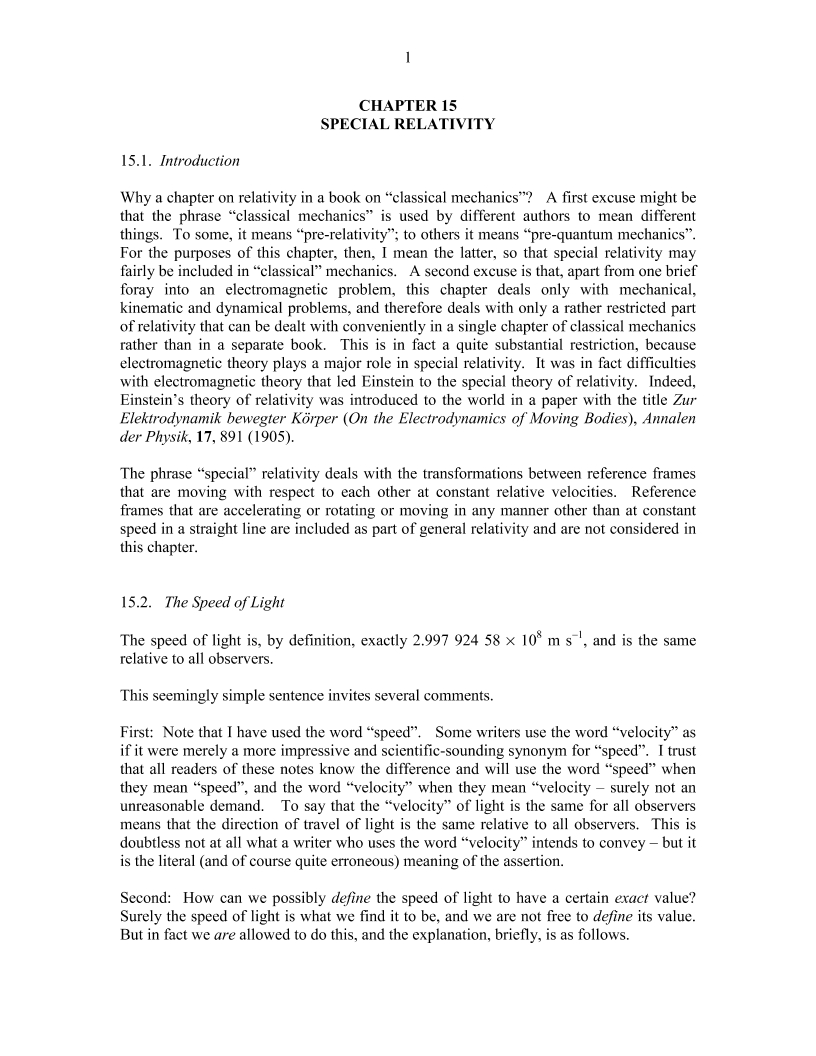 1
CHAPTER 15
SPECIAL RELATIVITY
15.1. Introduction
Why a chapter on relativity in a book on “classical mechanics”? A first excuse might be
that the phrase “classical mechanics” is used by different authors to mean different
things. To some, it means “pre-relativity”; to others it means “pre-quantum mechanics”.
For the purposes of this chapter, then, I mean the latter, so that special relativity may
fairly be included in “classical” mechanics. A second excuse is that, apart from one brief
foray into an electromagnetic problem, this chapter deals only with mechanical,
kinematic and dynamical problems, and therefore deals with only a rather restricted part
of relativity that can be dealt with conveniently in a single chapter of classical mechanics
rather than in a separate book. This is in fact a quite substantial restriction, because
electromagnetic theory plays a major role in special relativity. It was in fact difficulties
with electromagnetic theory that led Einstein to the special theory of relativity. Indeed,
Einstein’s theory of relativity was introduced to the world in a paper with the title Zur
Elektrodynamik bewegter Körper (On the Electrodynamics of Moving Bodies), Annalen
der Physik, 17, 891 (1905).
The phrase “special” relativity deals with the transformations between reference frames
that are moving with respect to each other at constant relative velocities. Reference
frames that are accelerating or rotating or moving in any manner other than at constant
speed in a straight line are included as part of general relativity and are not considered in
this chapter.
15.2. The Speed of Light
The speed of light is, by definition, exactly 2.997 924 58 × 10⁸ m s⁻¹, and is the same
relative to all observers.
This seemingly simple sentence invites several comments.
First: Note that I have used the word “speed”. Some writers use the word “velocity” as
if it were merely a more impressive and scientific-sounding synonym for “speed”. I trust
that all readers of these notes know the difference and will use the word “speed” when
they mean “speed”, and the word “velocity” when they mean “velocity – surely not an
unreasonable demand. To say that the “velocity” of light is the same for all observers
means that the direction of travel of light is the same relative to all observers. This is
doubtless not at all what a writer who uses the word “velocity” intends to convey – but it
is the literal (and of course quite erroneous) meaning of the assertion.
Second: How can we possibly define the speed of light to have a certain exact value?
Surely the speed of light is what we find it to be, and we are not free to define its value.
But in fact we are allowed to do this, and the explanation, briefly, is as follows.